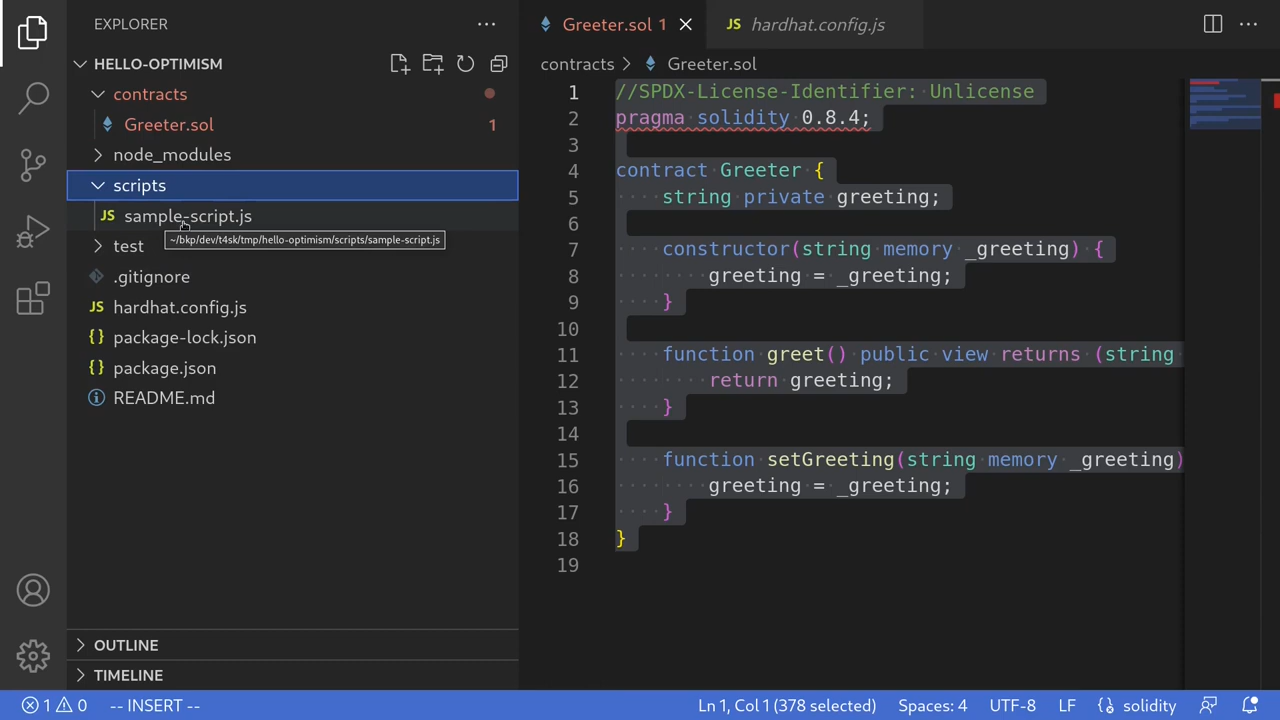 EXPLORER
HELLO-OPTIMISM
contracts
Greeter.sol 1
node_modules
scripts
JS sample-script.js
~/bkp/dev/t4sk/tmp/hello-optimism/scripts/sample-script.js
test
.gitignore
JS hardhat.config.js
{} package-lock.json
{} package.json
README.md
OUTLINE
TIMELINE
Greeter.sol 1
JS hardhat.config.js
contracts > Greeter.sol
1 //SPDX-License-Identifier: Unlicense
2 pragma solidity 0.8.4;
3
4 contract Greeter {
5     string private greeting;
6
7     constructor(string memory _greeting) {
8         greeting = _greeting;
9     }
10
11     function greet() public view returns (string
12         return greeting;
13     }
14
15     function setGreeting(string memory _greeting)
16         greeting = _greeting;
17     }
18 }
19
1 0 -- INSERT -- Ln 1, Col 1 (378 selected) Spaces: 4 UTF-8 LF solidity